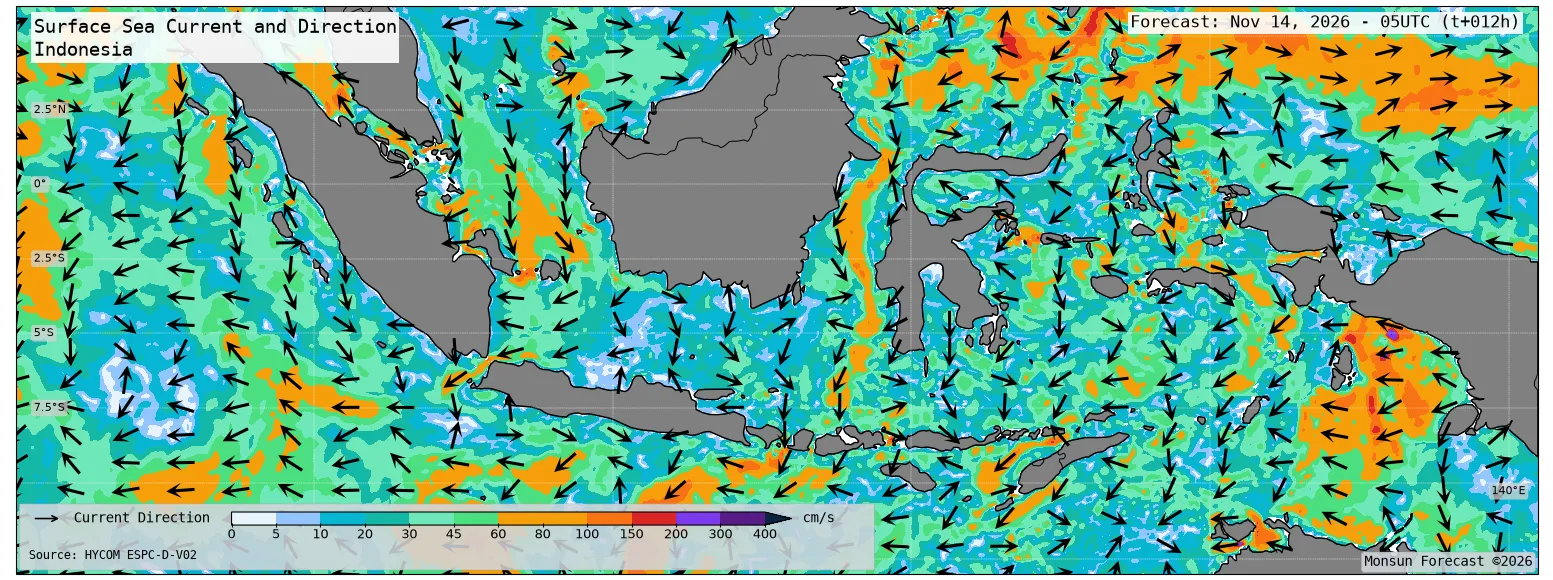 Surface Sea Current and Direction
Indonesia
Forecast: Nov 14, 2026 - 05UTC (t+012h)
2.5°N
0°
2.5°S
5°S
7.5°S
140°E
Current Direction
0 5 10 20 30 45 60 80 100 150 200 300 400 cm/s
Source: HYCOM ESPC-D-V02
Monsun Forecast ©2026